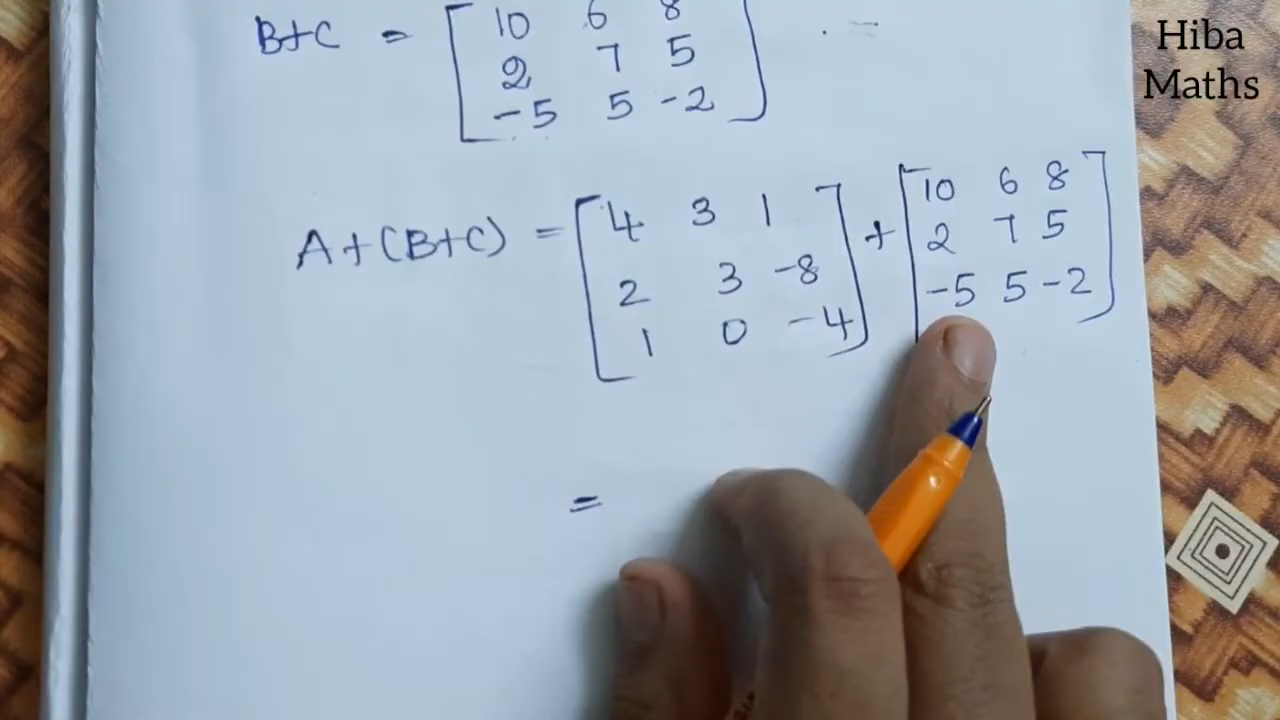 Hiba
Maths
B+C = [10 6 8
2 7 5
-5 5 -2]
A+(B+C) = [4 3 1
2 3 -8
1 0 -4] + [10 6 8
2 7 5
-5 5 -2]
=